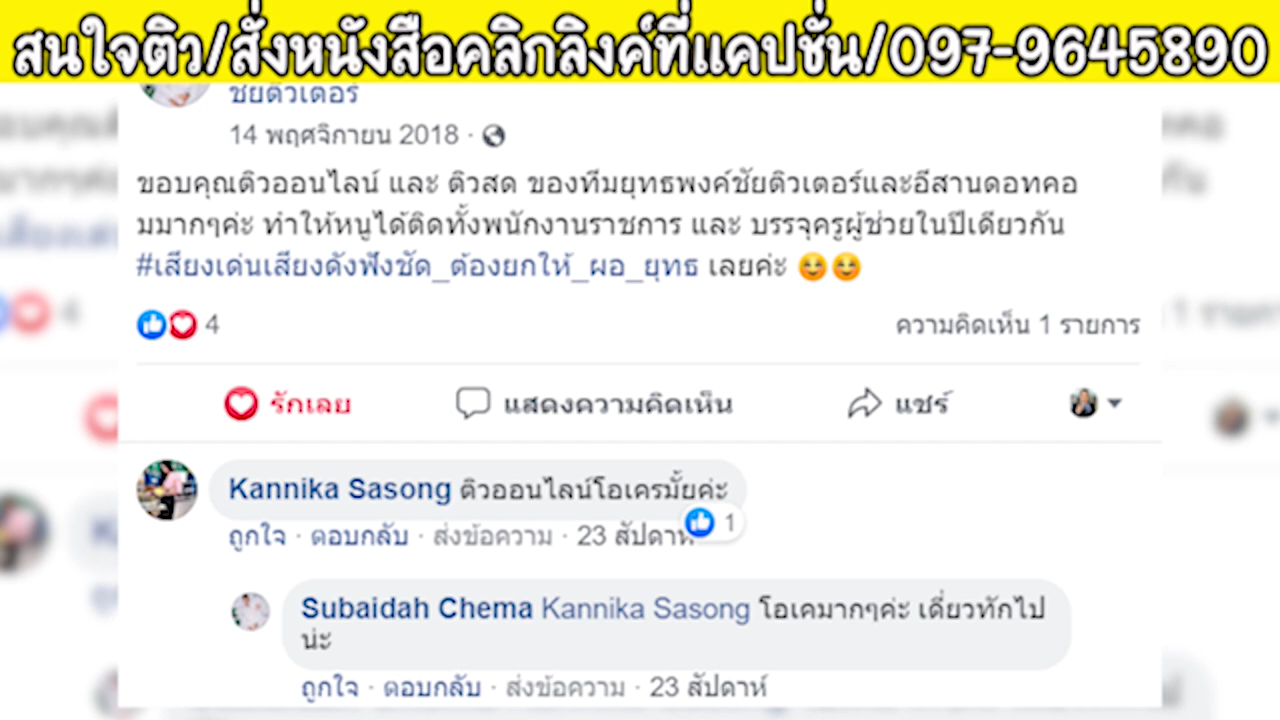 สนใจติว/สั่งหนังสือคลิกลิงค์ที่แคปชั่น/097-9645890
ชัยติวเตอร์
14 พฤศจิกายน 2018 ·
ขอบคุณติวออนไลน์ และ ติวสด ของทีมยุทธพงค์ชัยติวเตอร์และอีสานดอทคอ
มมากๆค่ะ ทำให้หนูได้ติดทั้งพนักงานราชการ และ บรรจุครูผู้ช่วยในปีเดียวกัน
#เสียงเด่นเสียงดังฟังชัด_ต้องยกให้_ผอ_ยุทธ เลยค่ะ 😊😊
4
ความคิดเห็น 1 รายการ
รักเลย แสดงความคิดเห็น แชร์
Kannika Sasong ติวออนไลน์โอเครมั้ยค่ะ
ถูกใจ · ตอบกลับ · ส่งข้อความ · 23 สัปดาห์ 1
Subaidah Chema Kannika Sasong โอเคมากๆค่ะ เดี่ยวทักไป
น่ะ
ถูกใจ · ตอบกลับ · ส่งข้อความ · 23 สัปดาห์